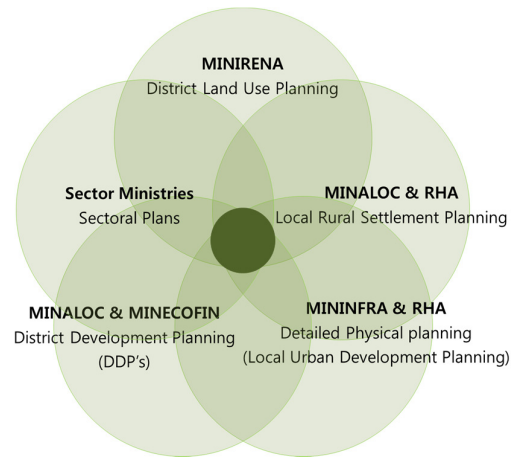 MINIRENA
District Land Use Planning
Sector Ministries
Sectoral Plans
MINALOC & RHA
Local Rural Settlement Planning
MINALOC & MINECOFIN
District Development Planning
(DDP's)
MININFRA & RHA
Detailed Physical planning
(Local Urban Development Planning)